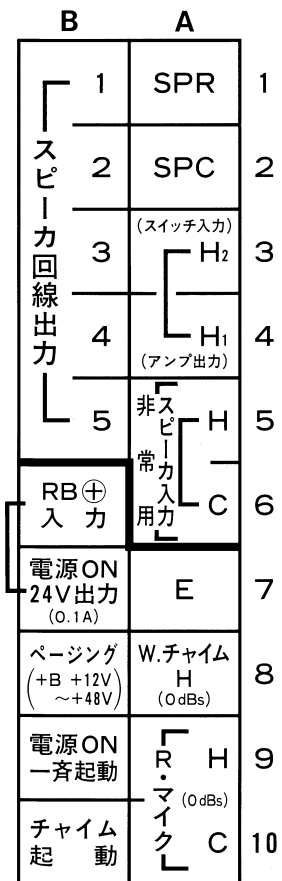 B A
1 SPR 1
スピーカ回線出力
2 SPC 2
(スイッチ入力)
3 H2 3
4 H1 4
(アンプ出力)
非常用
スピーカ入力
5 H 5
RB⊕
入力
C 6
電源ON
24V出力
(0.1A)
E 7
ページング
(+B +12V
～+48V)
W.チャイム
H
(0dBs)
8
電源ON
一斉起動
R・マイク
H 9
(0dBs)
チャイム
起動
C 10